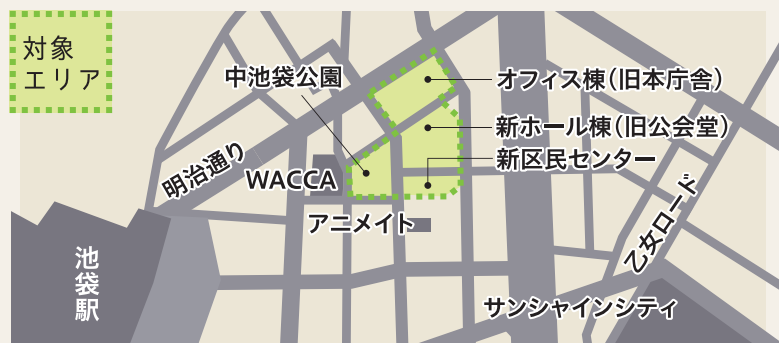 対象
エリア
中池袋公園
オフィス棟（旧本庁舎）
新ホール棟（旧公会堂）
新区民センター
明治通り
WACCA
アニメイト
乙女ロード
池袋駅
サンシャインシティ